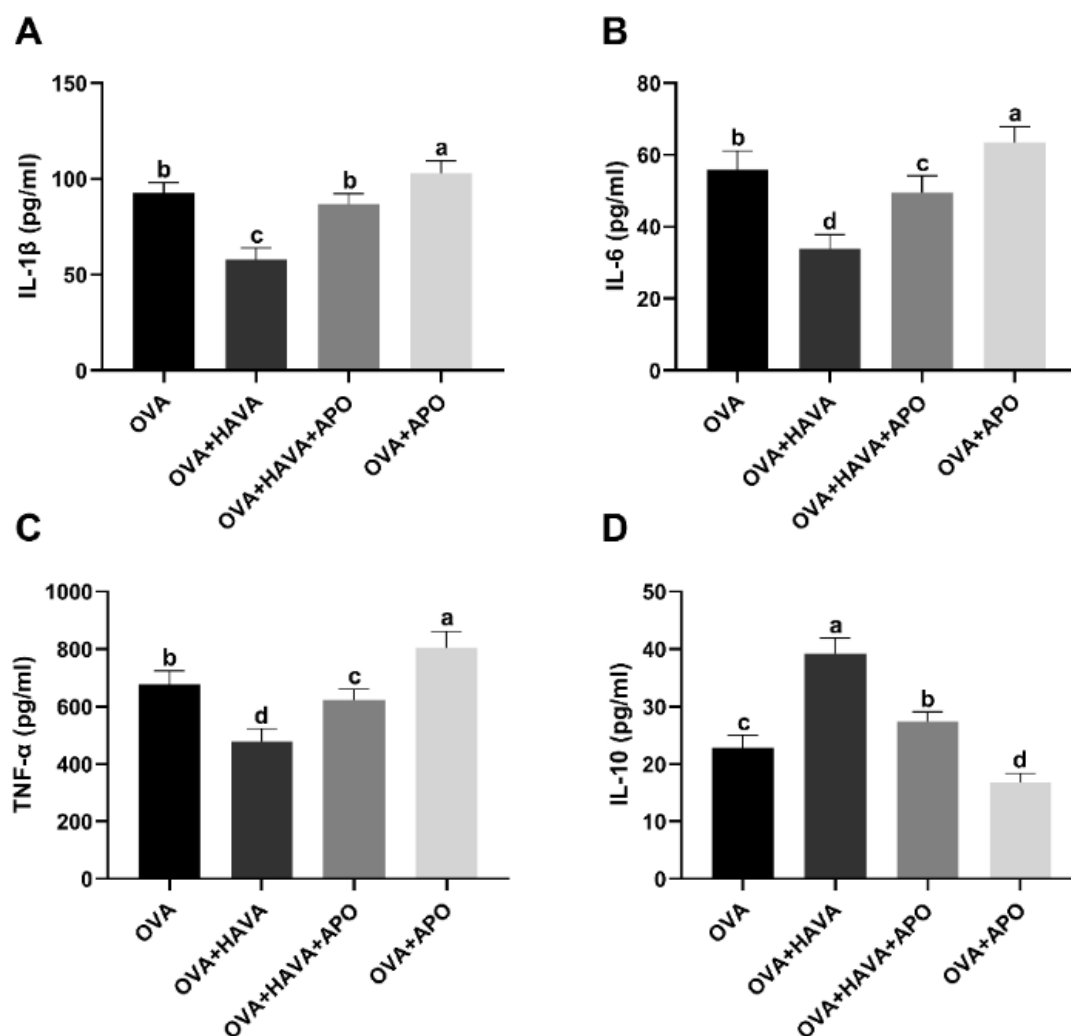 A
IL-1β (pg/ml)
150
100
50
0
b
c
b
a
OVA
OVA+HAVA
OVA+HAVA+APO
OVA+APO
B
IL-6 (pg/ml)
80
60
40
20
0
b
d
c
a
OVA
OVA+HAVA
OVA+HAVA+APO
OVA+APO
C
TNF-α (pg/ml)
1000
800
600
400
200
0
b
d
c
a
OVA
OVA+HAVA
OVA+HAVA+APO
OVA+APO
D
IL-10 (pg/ml)
50
40
30
20
10
0
c
a
b
d
OVA
OVA+HAVA
OVA+HAVA+APO
OVA+APO